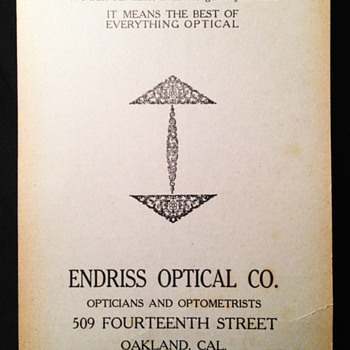 IT MEANS THE BEST OF
EVERYTHING OPTICAL
ENDRISS OPTICAL CO.
OPTICIANS AND OPTOMETRISTS
509 FOURTEENTH STREET
OAKLAND, CAL.